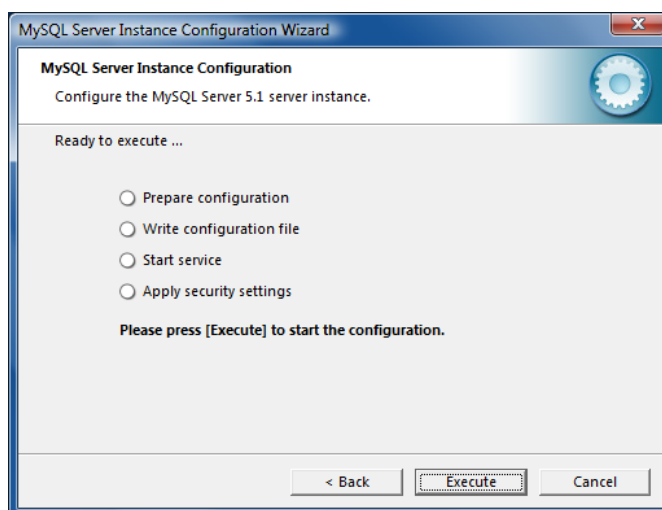 MySQL Server Instance Configuration Wizard
MySQL Server Instance Configuration
Configure the MySQL Server 5.1 server instance.
Ready to execute ...
Prepare configuration
Write configuration file
Start service
Apply security settings
Please press [Execute] to start the configuration.
< Back Execute Cancel